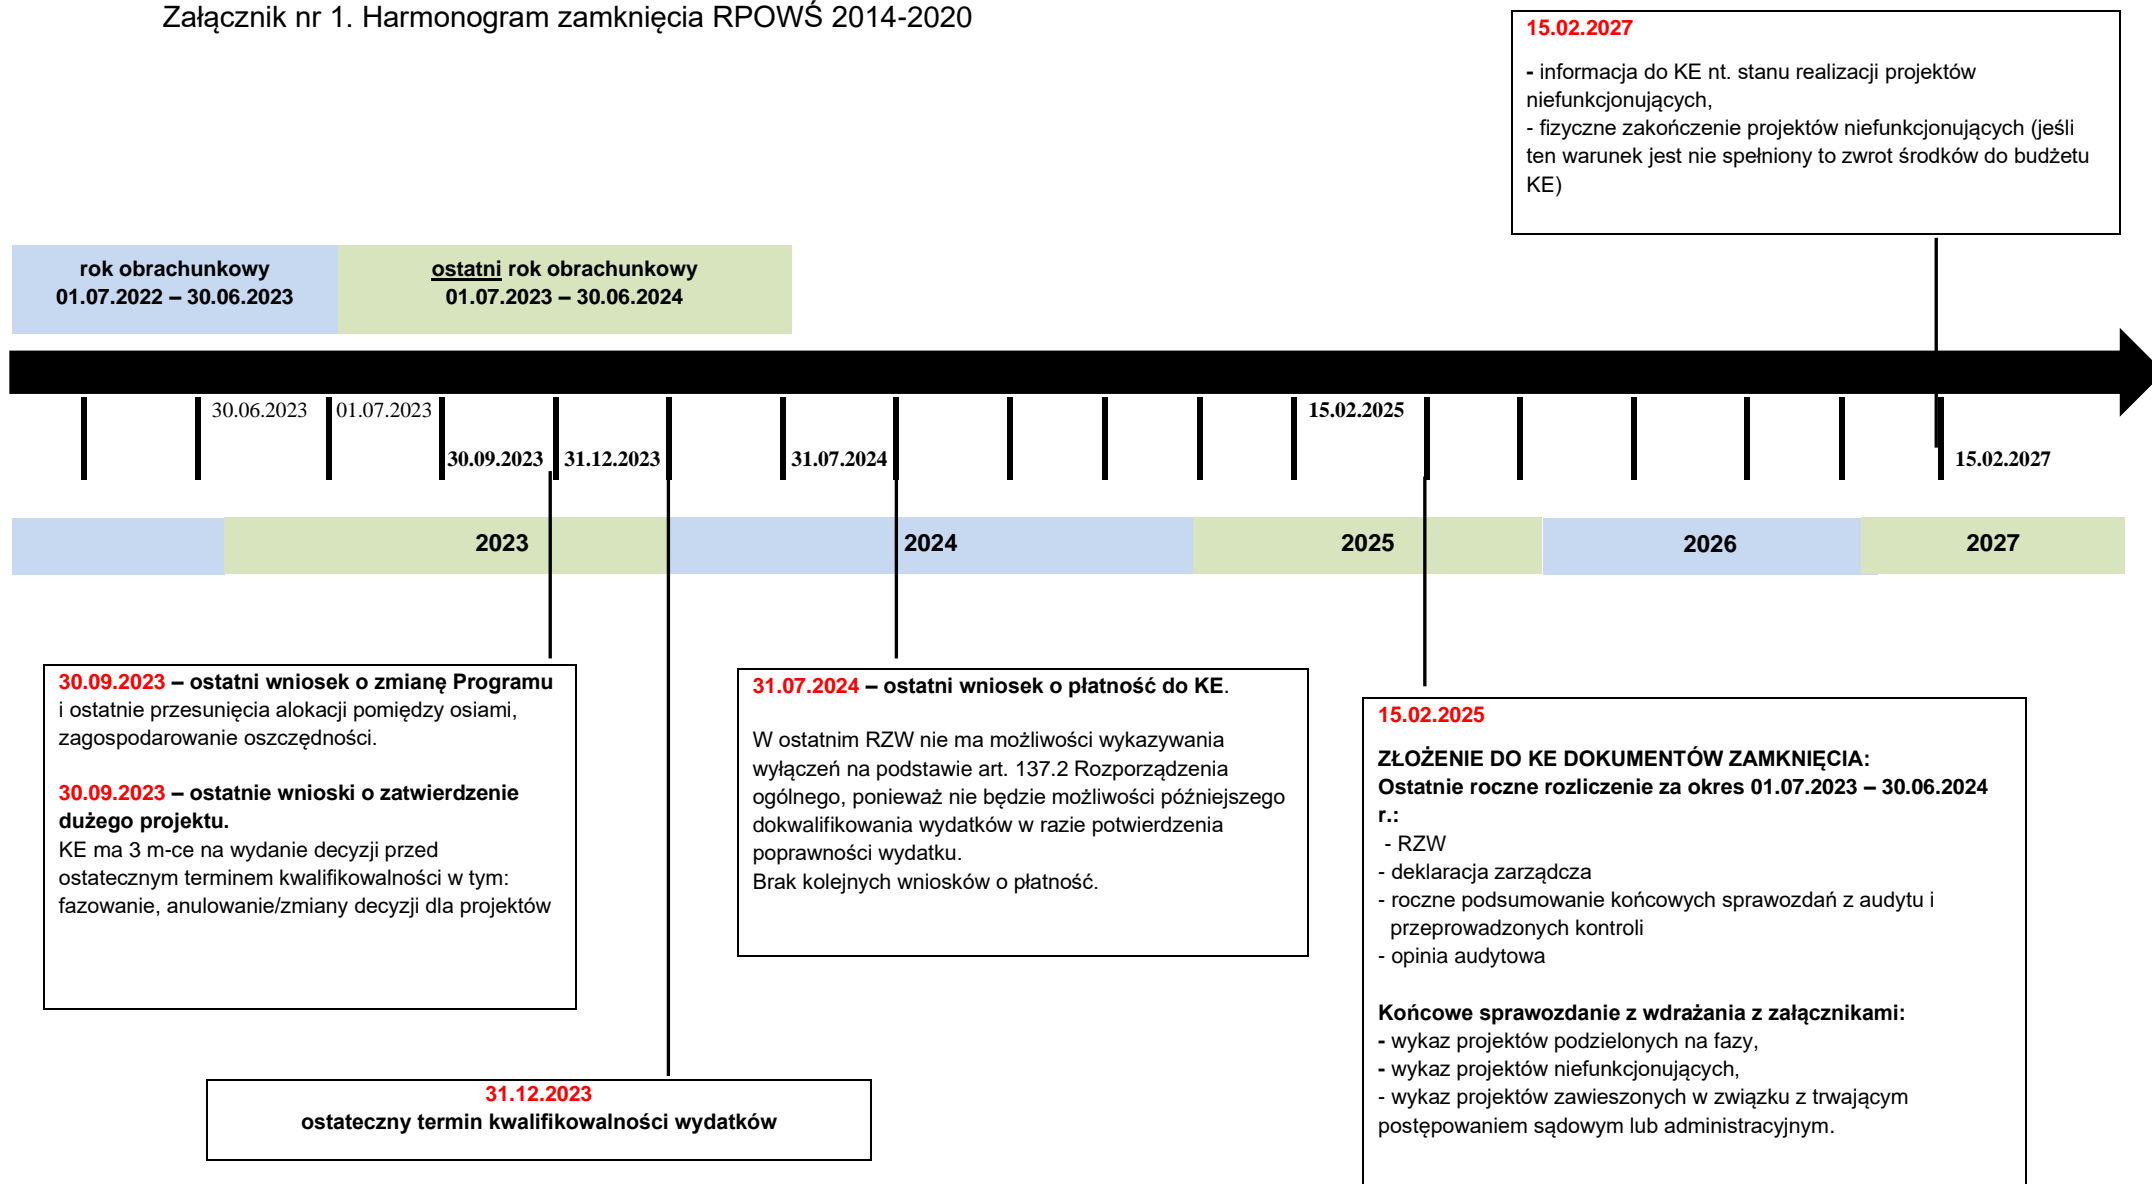 Załącznik nr 1. Harmonogram zamknięcia RPOWŚ 2014-2020
15.02.2027
- informacja do KE nt. stanu realizacji projektów
niefunkcjonujących,
- fizyczne zakończenie projektów niefunkcjonujących (jeśli
ten warunek jest nie spełniony to zwrot środków do budżetu
KE)
rok obrachunkowy
01.07.2022 – 30.06.2023
ostatni rok obrachunkowy
01.07.2023 – 30.06.2024
30.06.2023
01.07.2023
15.02.2025
30.09.2023
31.12.2023
31.07.2024
15.02.2027
2023
2024
2025
2026
2027
30.09.2023 – ostatni wniosek o zmianę Programu
i ostatnie przesunięcia alokacji pomiędzy osiami,
zagospodarowanie oszczędności.
30.09.2023 – ostatnie wnioski o zatwierdzenie
dużego projektu.
KE ma 3 m-ce na wydanie decyzji przed
ostatecznym terminem kwalifikowalności w tym:
fazowanie, anulowanie/zmiany decyzji dla projektów
31.12.2023
ostateczny termin kwalifikowalności wydatków
31.07.2024 – ostatni wniosek o płatność do KE.
W ostatnim RZW nie ma możliwości wykazywania
wyłączeń na podstawie art. 137.2 Rozporządzenia
ogólnego, ponieważ nie będzie możliwości późniejszego
dokwalifikowania wydatków w razie potwierdzenia
poprawności wydatku.
Brak kolejnych wniosków o płatność.
15.02.2025
ZŁOŻENIE DO KE DOKUMENTÓW ZAMKNIĘCIA:
Ostatnie roczne rozliczenie za okres 01.07.2023 – 30.06.2024
r.:
- RZW
- deklaracja zarządcza
- roczne podsumowanie końcowych sprawozdań z audytu i
przeprowadzonych kontroli
- opinia audytowa
Końcowe sprawozdanie z wdrażania z załącznikami:
- wykaz projektów podzielonych na fazy,
- wykaz projektów niefunkcjonujących,
- wykaz projektów zawieszonych w związku z trwającym
postępowaniem sądowym lub administracyjnym.